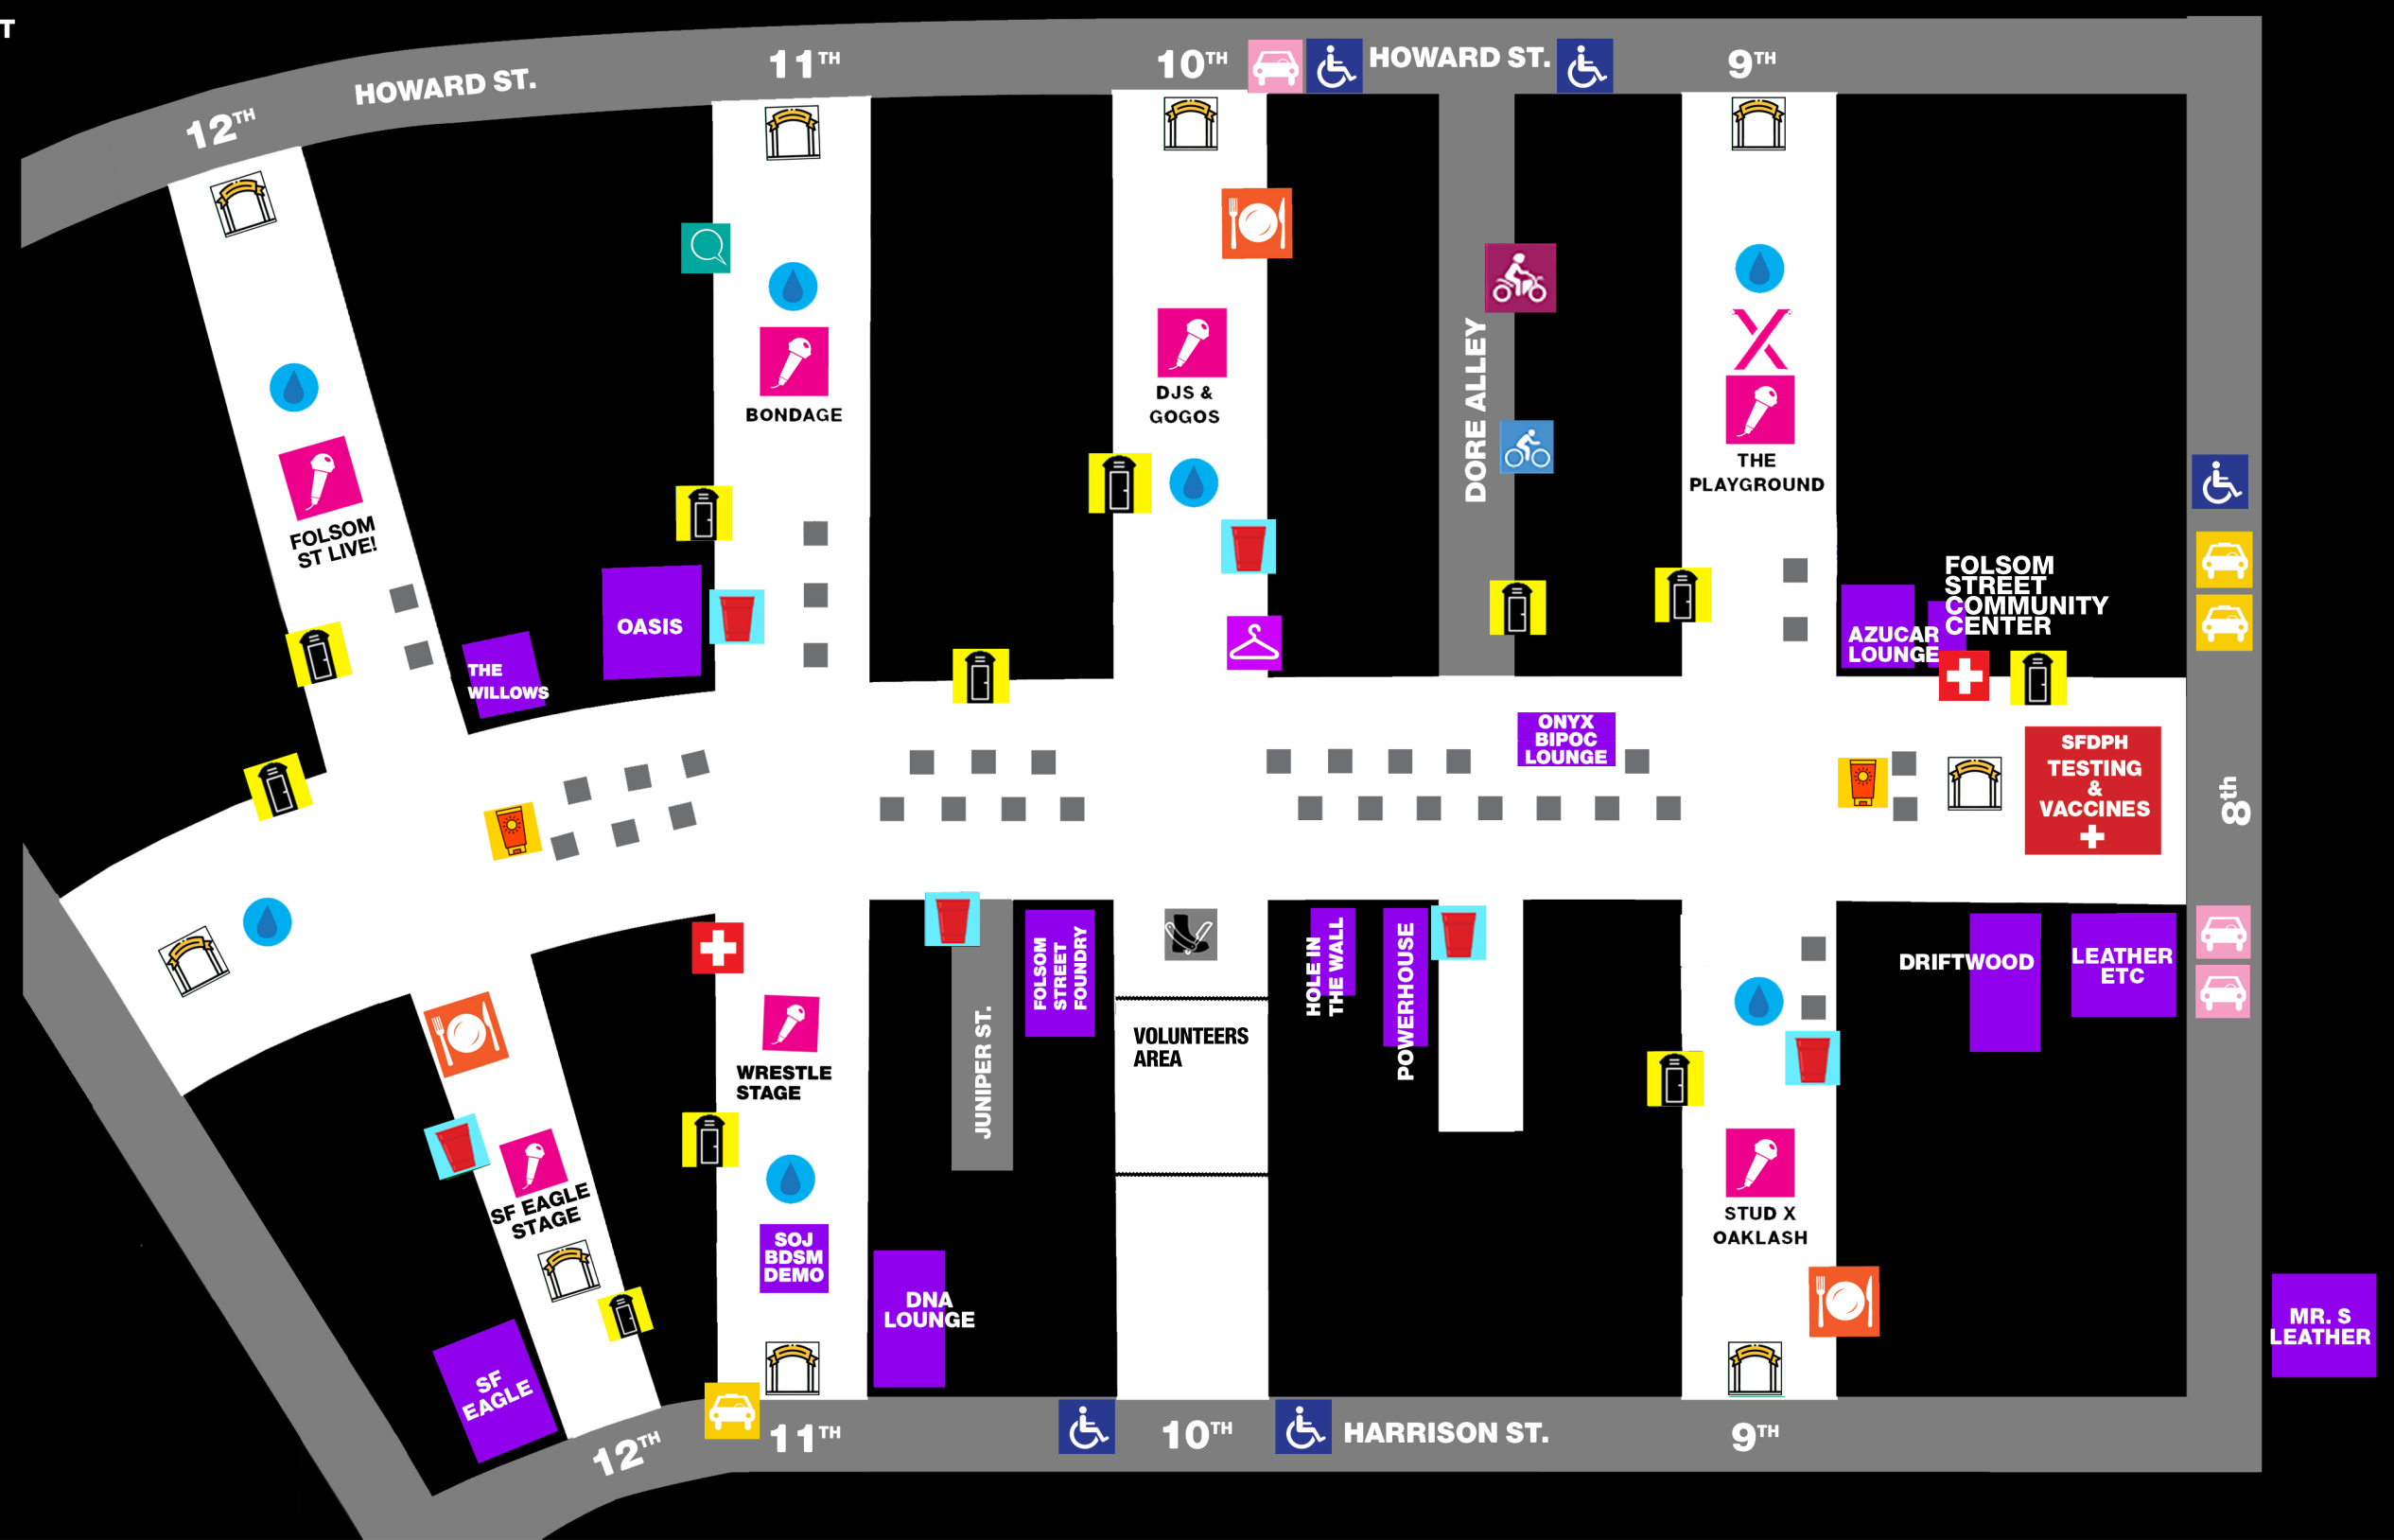 T
HOWARD ST.
12TH
11TH
10TH
HOWARD ST.
9TH
BONDAGE
DJS &
GOGOS
DORE ALLEY
THE
PLAYGROUND
FOLSOM
ST LIVE!
OASIS
THE
WILLOWS
FOLSOM
STREET
COMMUNITY
CENTER
AZUCAR
LOUNGE
ONYX
BIPOC
LOUNGE
SFDPH
TESTING
&
VACCINES
8th
FOLSOM
STREET
FOUNDRY
HOLE IN
THE WALL
POWERHOUSE
DRIFTWOOD
LEATHER
ETC
VOLUNTEERS
AREA
JUNIPER ST.
WRESTLE
STAGE
SF EAGLE
STAGE
SOJ
BDSM
DEMO
STUD X
OAKLASH
DNA
LOUNGE
MR. S
LEATHER
SF
EAGLE
12TH
11TH
10TH
HARRISON ST.
9TH